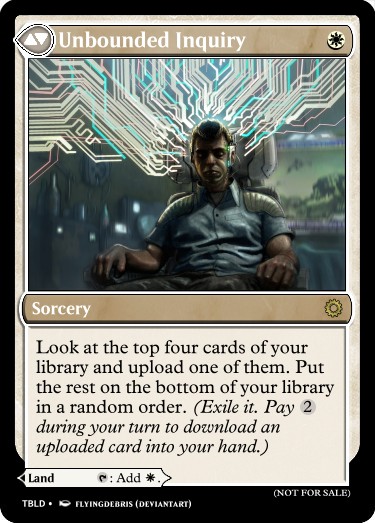 Unbounded Inquiry
Sorcery
Look at the top four cards of your
library and upload one of them. Put
the rest on the bottom of your library
in a random order. (Exile it. Pay 2
during your turn to download an
uploaded card into your hand.)
Land : Add .
(NOT FOR SALE)
TBLD • FLYINGDEBRIS (DEVIANTART)